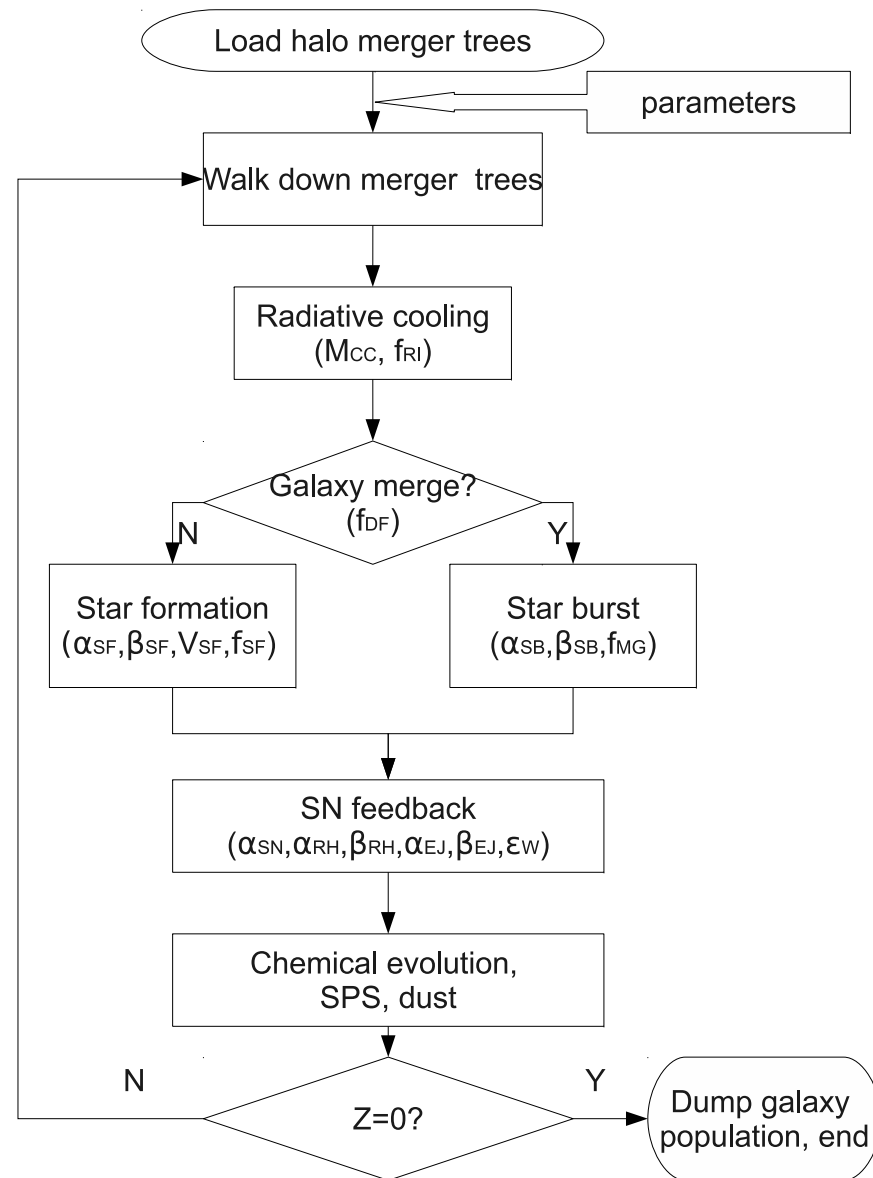 Load halo merger trees
parameters
Walk down merger  trees
Radiative cooling
(MCC, fRI)
Galaxy merge?
(fDF)
N
Y
Star formation
(αSF,βSF,VSF,fSF)
Star burst
(αSB,βSB,fMG)
SN feedback
(αSN,αRH,βRH,αEJ,βEJ,εW)
Chemical evolution,
SPS, dust
N
Y
Z=0?
Dump galaxy
population, end